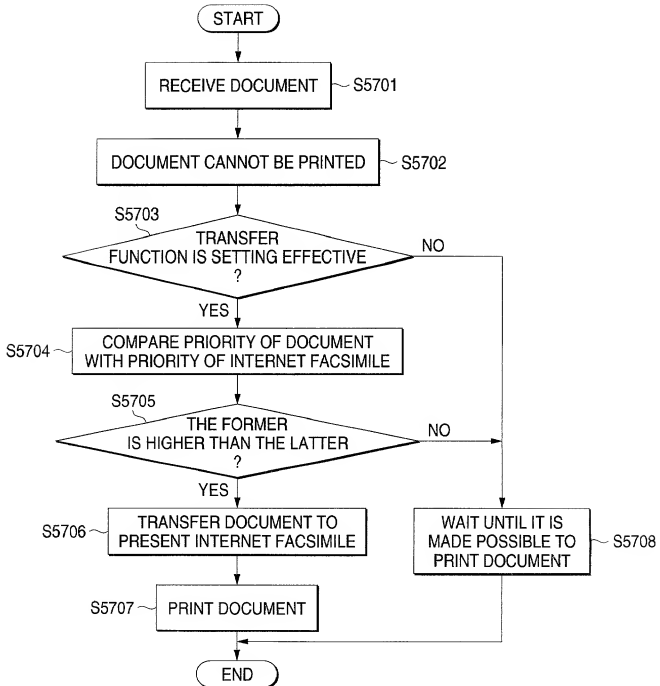 START
RECEIVE DOCUMENT
S5701
DOCUMENT CANNOT BE PRINTED
S5702
S5703
TRANSFER
FUNCTION IS SETTING EFFECTIVE
?
NO
YES
S5704
COMPARE PRIORITY OF DOCUMENT
WITH PRIORITY OF INTERNET FACSIMILE
S5705
THE FORMER
IS HIGHER THAN THE LATTER
?
NO
YES
S5706
TRANSFER DOCUMENT TO
PRESENT INTERNET FACSIMILE
WAIT UNTIL IT IS
MADE POSSIBLE TO
PRINT DOCUMENT
S5708
S5707
PRINT DOCUMENT
END